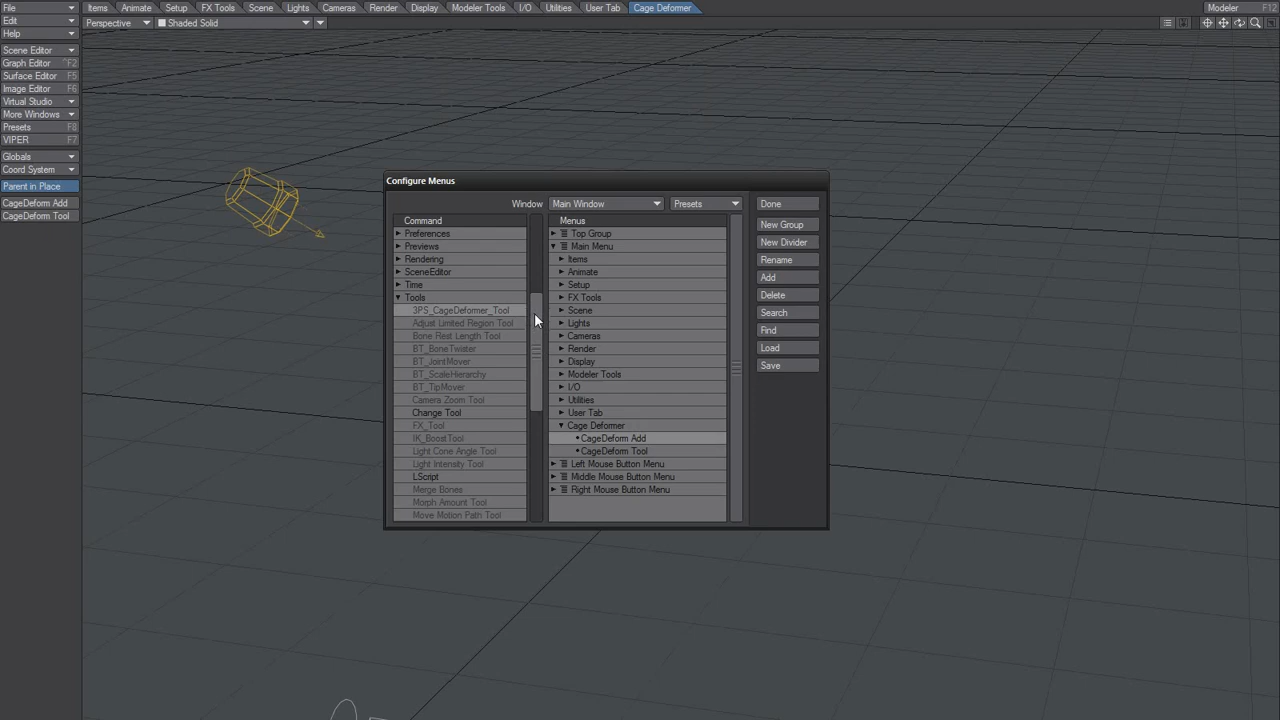 File Items Animate Setup FX Tools Scene Lights Cameras Render Display Modeler Tools I/O Utilities User Tab Cage Deformer Modeler F12
Edit Perspective Shaded Solid
Help
Scene Editor
Graph Editor ^F2
Surface Editor F5
Image Editor F6
Virtual Studio
More Windows
Presets F8
VIPER F7
Globals
Coord System
Parent in Place
CageDeform Add
CageDeform Tool
Configure Menus
Window Main Window Presets
Command
Preferences
Previews
Rendering
SceneEditor
Time
Tools
3PS_CageDeformer_Tool
Adjust Limited Region Tool
Bone Rest Length Tool
BT_BoneTwister
BT_JointMover
BT_ScaleHierarchy
BT_TipMover
Camera Zoom Tool
Change Tool
FX_Tool
IK_BoostTool
Light Cone Angle Tool
Light Intensity Tool
LScript
Merge Bones
Morph Amount Tool
Move Motion Path Tool
Menus
Top Group
Main Menu
Items
Animate
Setup
FX Tools
Scene
Lights
Cameras
Render
Display
Modeler Tools
I/O
Utilities
User Tab
Cage Deformer
CageDeform Add
CageDeform Tool
Left Mouse Button Menu
Middle Mouse Button Menu
Right Mouse Button Menu
Done
New Group
New Divider
Rename
Add
Delete
Search
Find
Load
Save